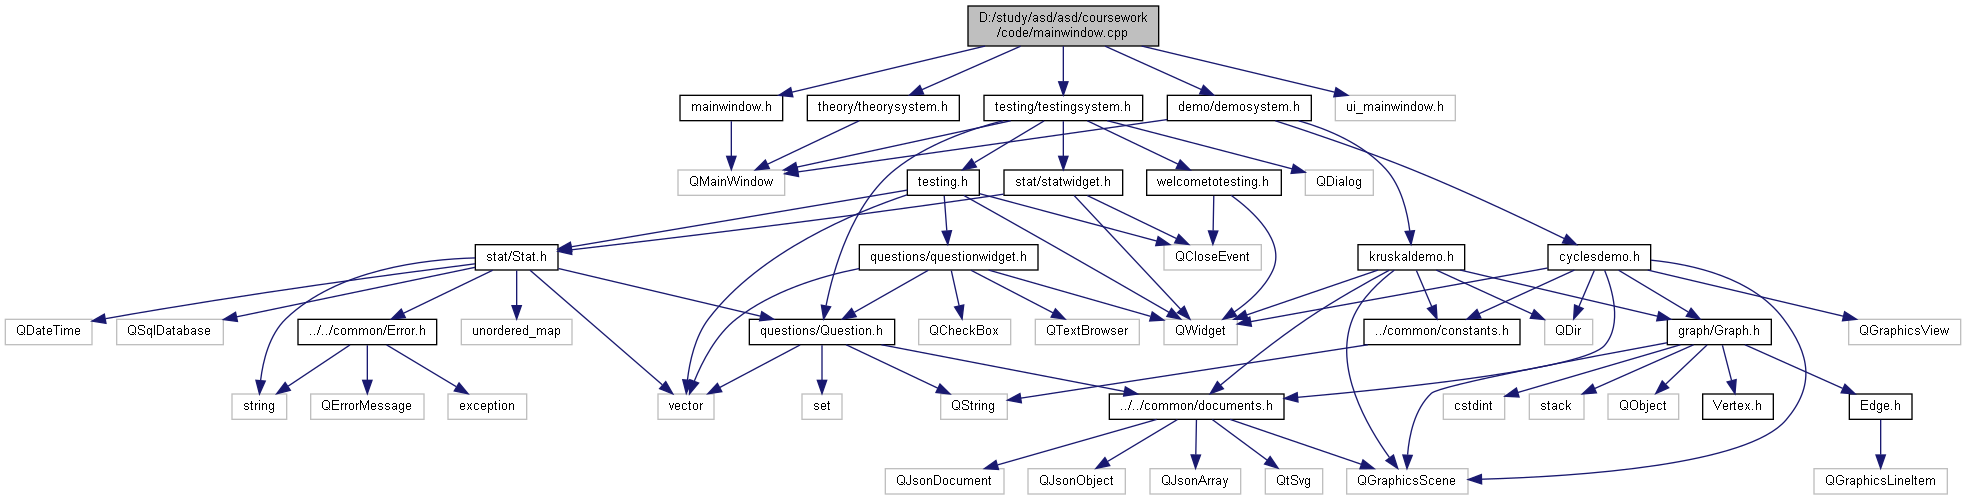 D:/study/asd/asd/coursework
/code/mainwindow.cpp
mainwindow.h
theory/theorysystem.h
testing/testingsystem.h
demo/demosystem.h
ui_mainwindow.h
QMainWindow
testing.h
stat/statwidget.h
welcometotesting.h
QDialog
stat/Stat.h
questions/questionwidget.h
QCloseEvent
kruskaldemo.h
cyclesdemo.h
QDateTime
QSqlDatabase
../../common/Error.h
unordered_map
questions/Question.h
QCheckBox
QTextBrowser
QWidget
../common/constants.h
QDir
graph/Graph.h
QGraphicsView
string
QErrorMessage
exception
vector
set
QString
../../common/documents.h
cstdint
stack
QObject
Vertex.h
Edge.h
QJsonDocument
QJsonObject
QJsonArray
QtSvg
QGraphicsScene
QGraphicsLineItem